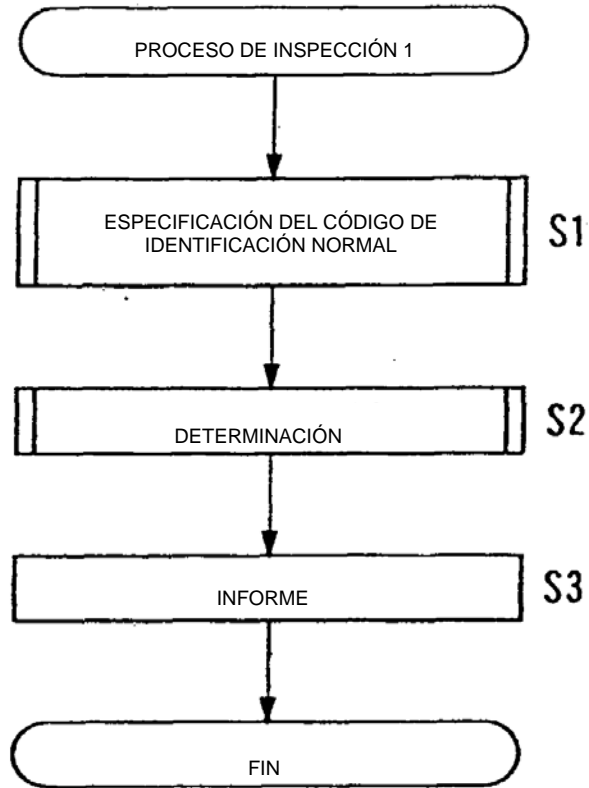 PROCESO DE INSPECCIÓN 1
ESPECIFICACIÓN DEL CÓDIGO DE
IDENTIFICACIÓN NORMAL
S1
DETERMINACIÓN
S2
INFORME
S3
FIN